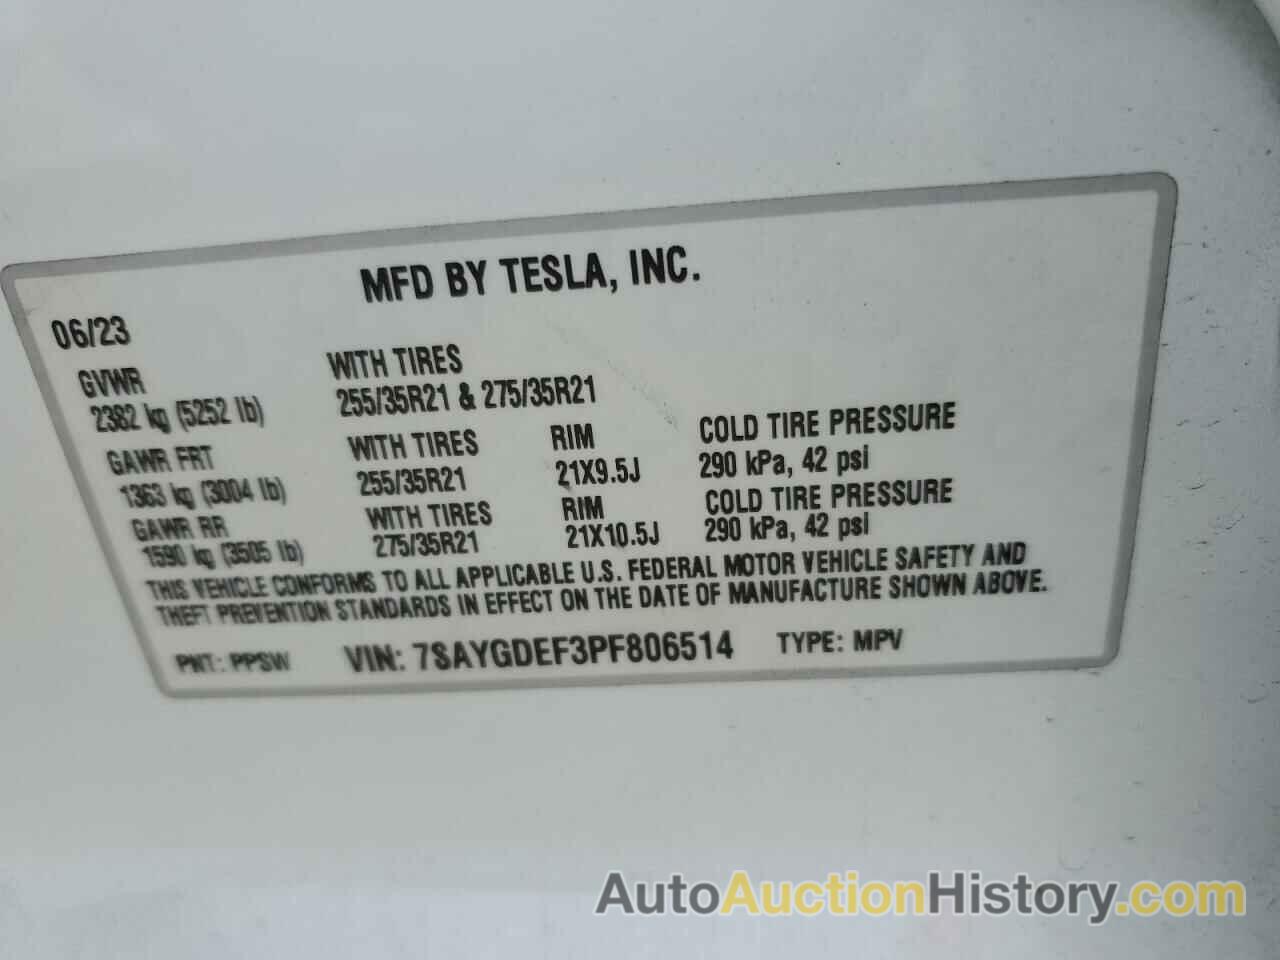 MFD BY TESLA, INC.
06/23
GVWR WITH TIRES
2382 kg (5252 lb) 255/35R21 & 275/35R21
GAWR FRT WITH TIRES RIM COLD TIRE PRESSURE
1363 kg (3004 lb) 255/35R21 21X9.5J 290 kPa, 42 psi
GAWR RR WITH TIRES RIM COLD TIRE PRESSURE
1590 kg (3505 lb) 275/35R21 21X10.5J 290 kPa, 42 psi
THIS VEHICLE CONFORMS TO ALL APPLICABLE U.S. FEDERAL MOTOR VEHICLE SAFETY AND
THEFT PREVENTION STANDARDS IN EFFECT ON THE DATE OF MANUFACTURE SHOWN ABOVE.
PNT: PPSW VIN: 7SAYGDEF3PF806514 TYPE: MPV
AutoAuctionHistory.com